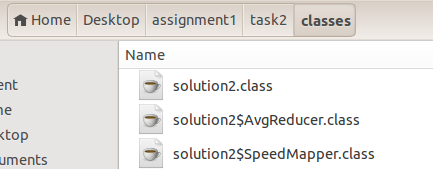 Home Desktop assignment1 task2 classes
Name
solution2.class
solution2$AvgReducer.class
solution2$SpeedMapper.class